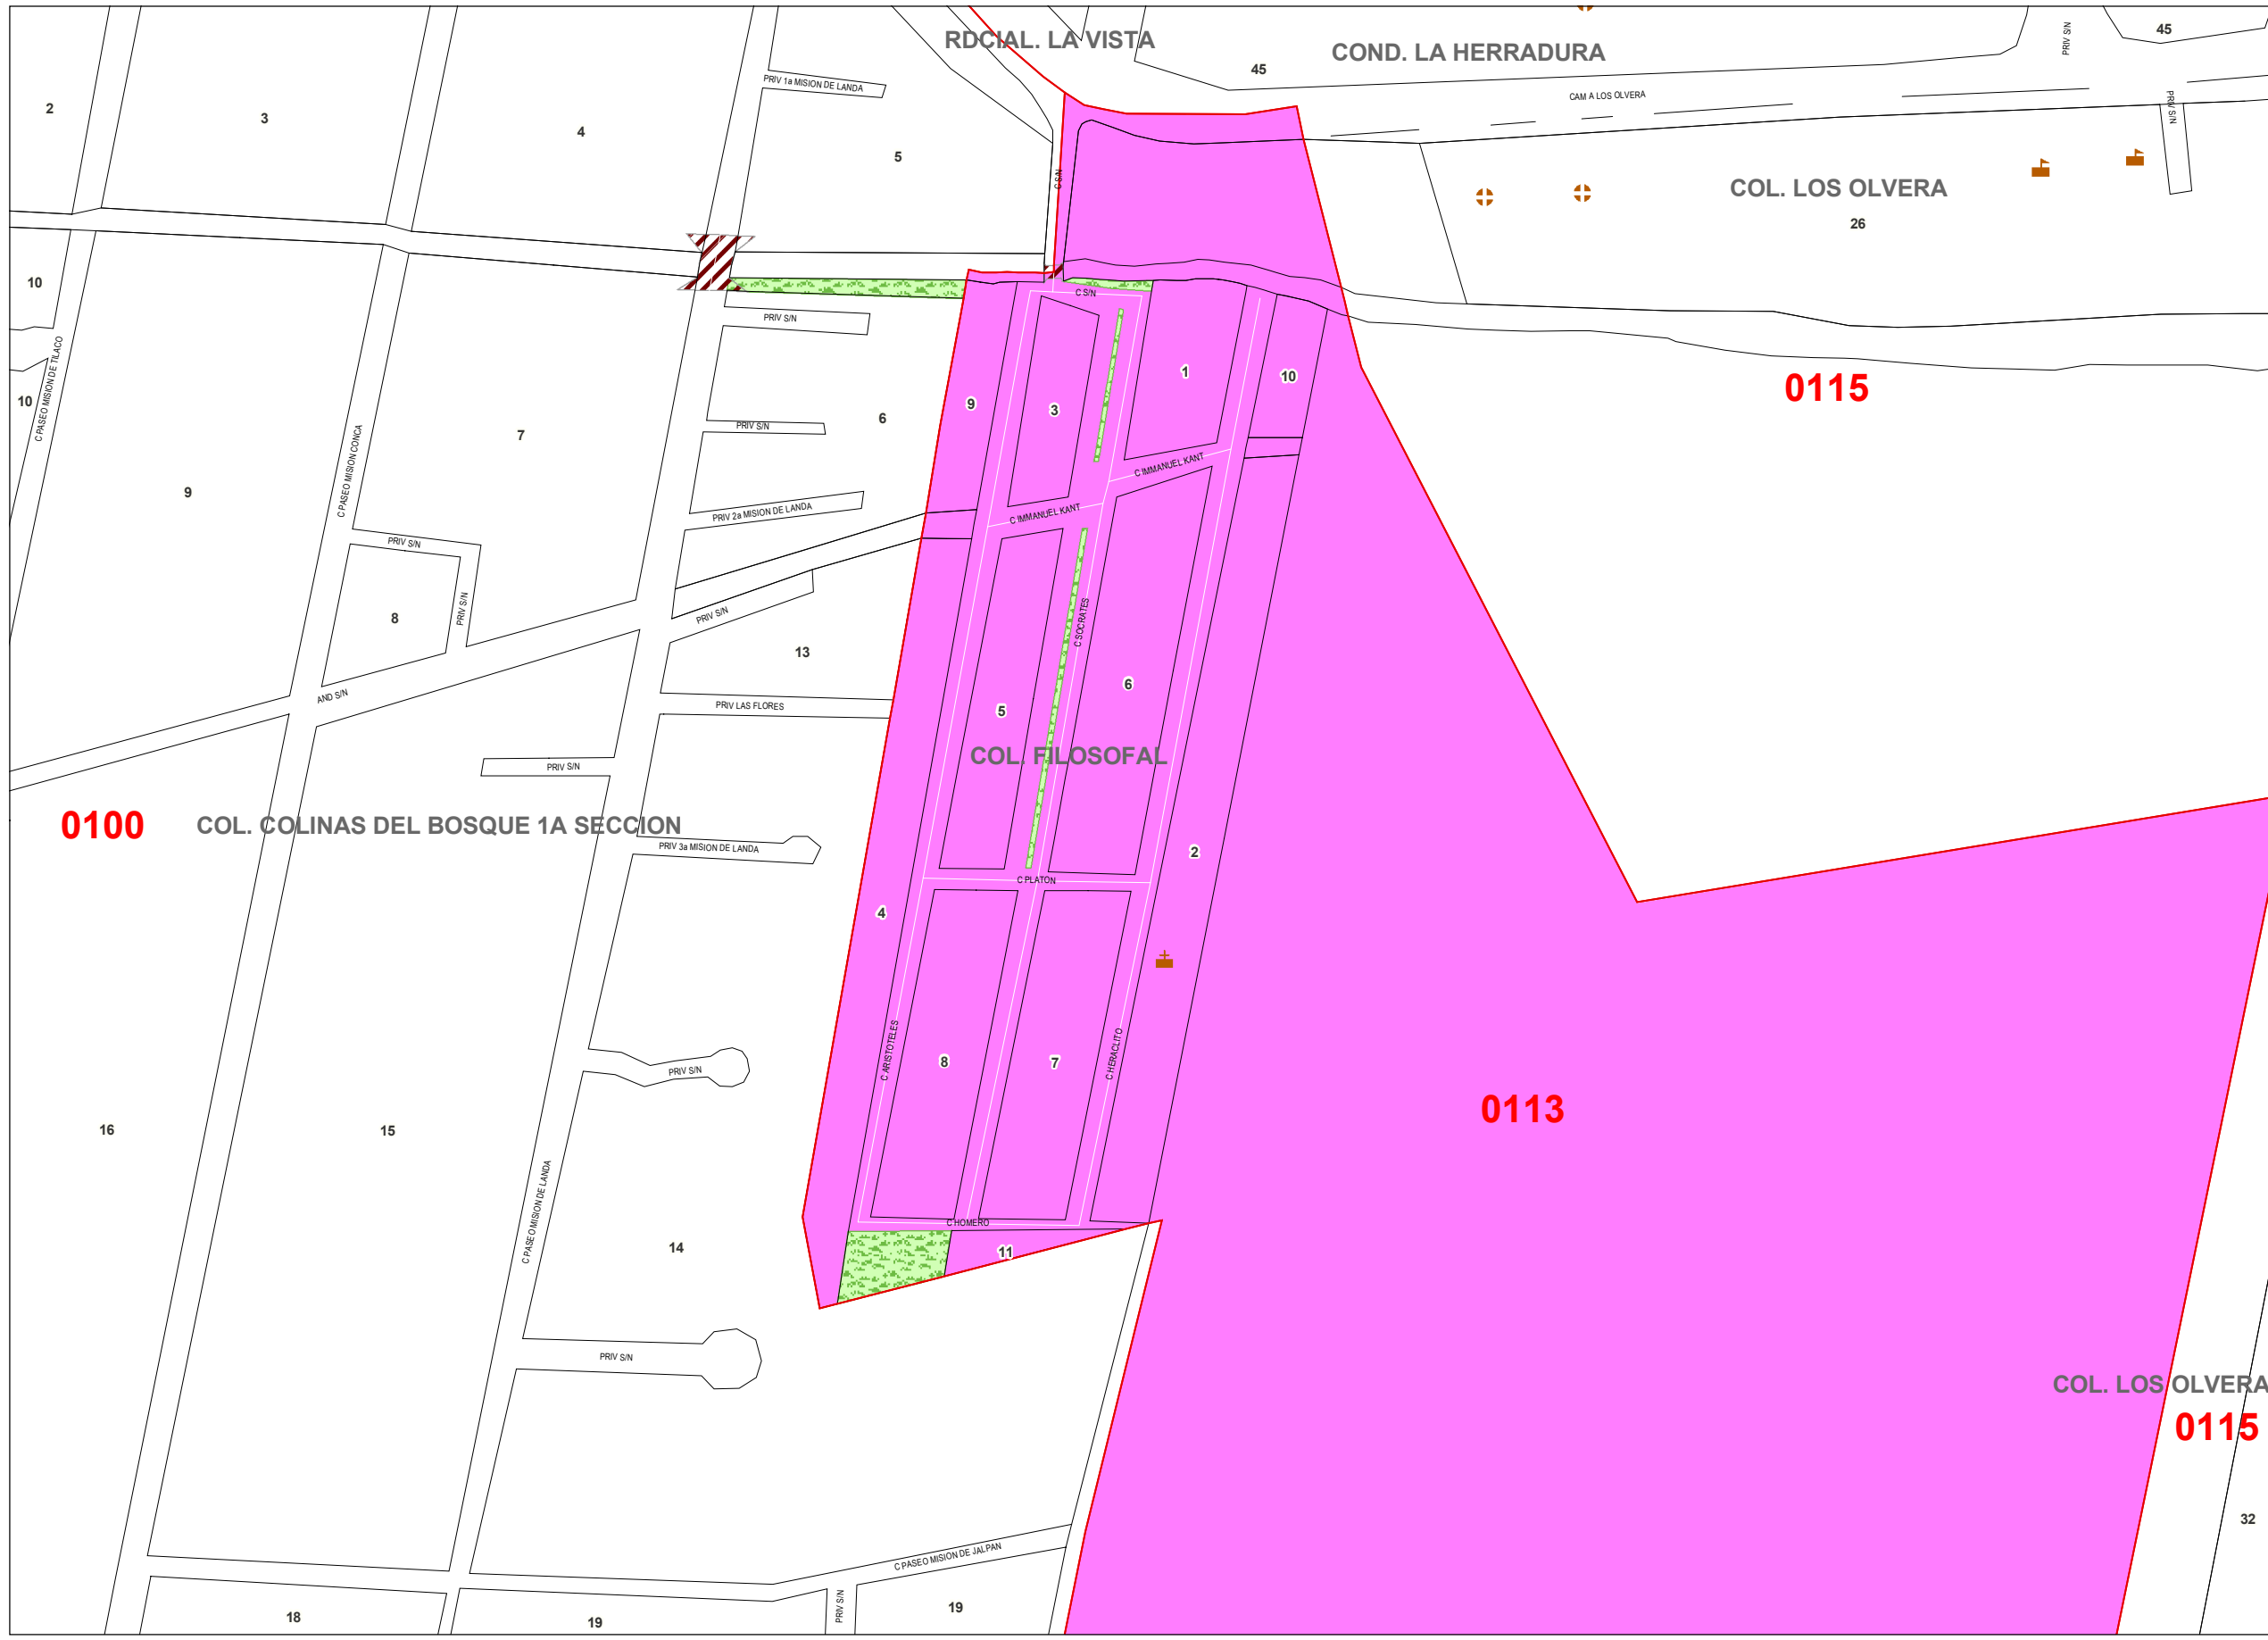 RDCIAL. LA VISTA
COND. LA HERRADURA
45
45
PRIV S/N
PRIV 1a MISION DE LANDA
CAM A LOS OLVERA
PRIV S/N
2
3
4
5
C S/N
COL. LOS OLVERA
26
10
C S/N
PRIV S/N
C PASEO MISION DE TILACO
10
9
3
1
10
0115
6
PRIV S/N
7
C PASEO MISION CONCA
C IMMANUEL KANT
9
PRIV 2a MISION DE LANDA
C IMMANUEL KANT
PRIV S/N
8
PRIV S/N
PRIV S/N
C SOCRATES
13
6
AND S/N
PRIV LAS FLORES
5
COL. FILOSOFAL
PRIV S/N
0100
COL. COLINAS DEL BOSQUE 1A SECCION
PRIV 3a MISION DE LANDA
2
C PLATON
4
C ARISTOTELES
8
7
C HERACLITO
PRIV S/N
0113
16
15
C PASEO MISION DE LANDA
14
C HOMERO
11
PRIV S/N
COL. LOS OLVERA
0115
32
C PASEO MISION DE JALPAN
18
19
PRIV S/N
19